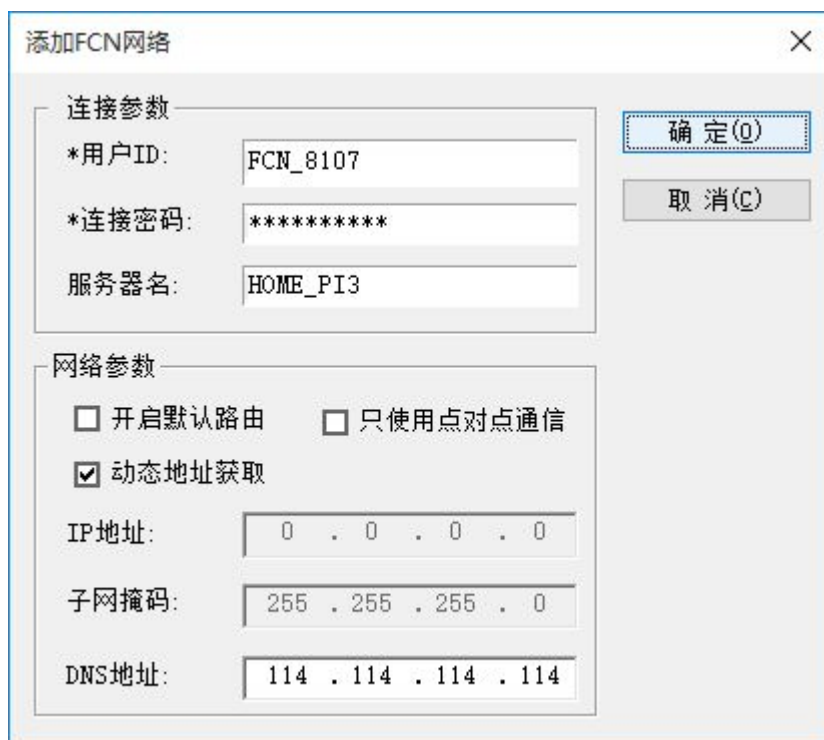 添加FCN网络
连接参数
*用户ID: FCN_8107
*连接密码: **********
服务器名: HOME_PI3
确 定(O)
取 消(C)
网络参数
开启默认路由 只使用点对点通信
动态地址获取
IP地址: 0 . 0 . 0 . 0
子网掩码: 255 . 255 . 255 . 0
DNS地址: 114 . 114 . 114 . 114